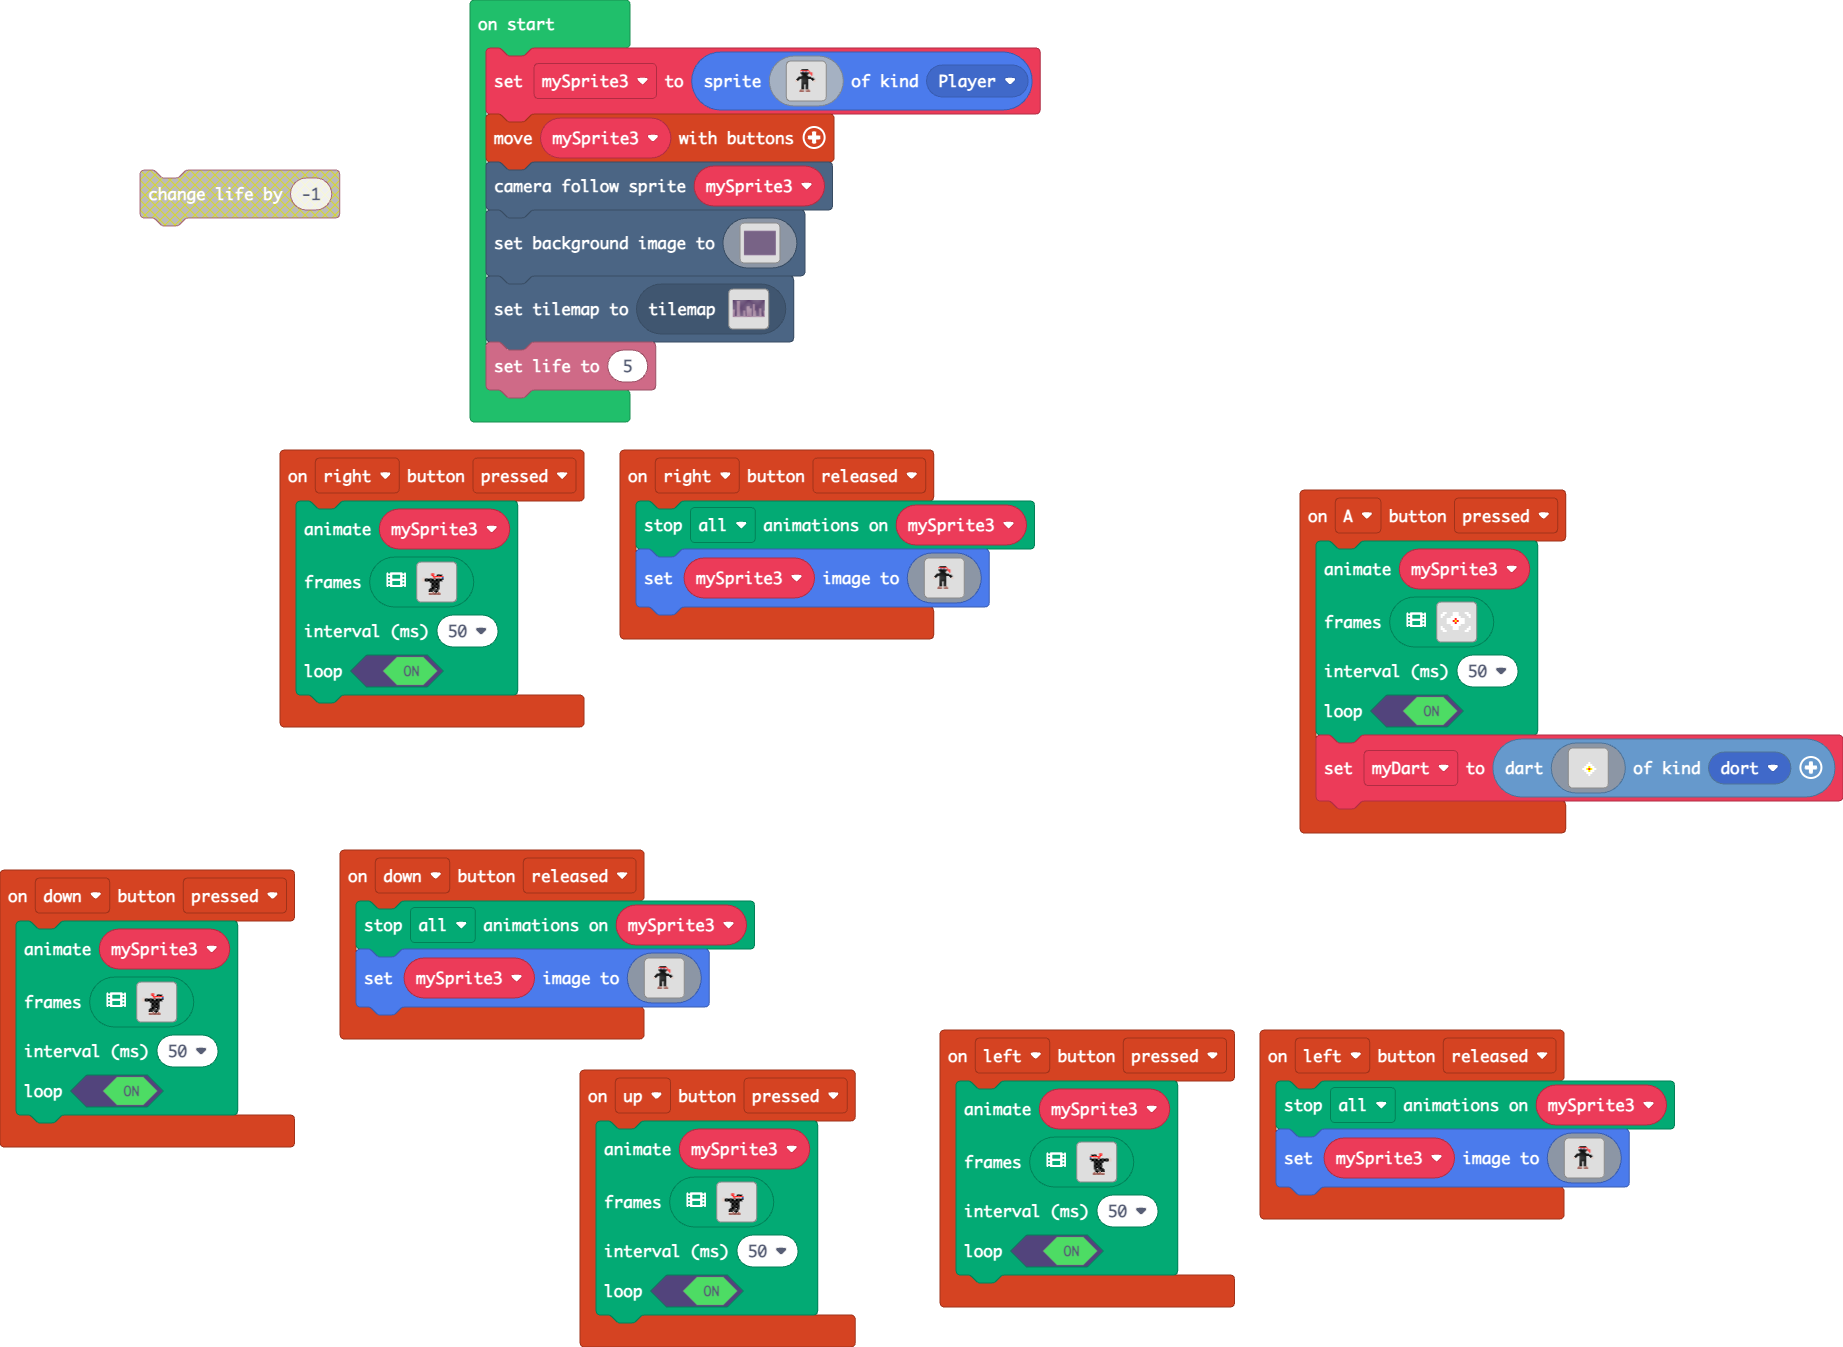 on start
set mySprite3 to sprite of kind Player
move mySprite3 with buttons
camera follow sprite mySprite3
set background image to
set tilemap to tilemap
set life to 5
change life by -1
on right button pressed
animate mySprite3
frames
interval (ms) 50
loop ON
on right button released
stop all animations on mySprite3
set mySprite3 image to
on A button pressed
animate mySprite3
frames
interval (ms) 50
loop ON
set myDart to dart of kind dort
on down button pressed
animate mySprite3
frames
interval (ms) 50
loop ON
on down button released
stop all animations on mySprite3
set mySprite3 image to
on up button pressed
animate mySprite3
frames
interval (ms) 50
loop ON
on left button pressed
animate mySprite3
frames
interval (ms) 50
loop ON
on left button released
stop all animations on mySprite3
set mySprite3 image to